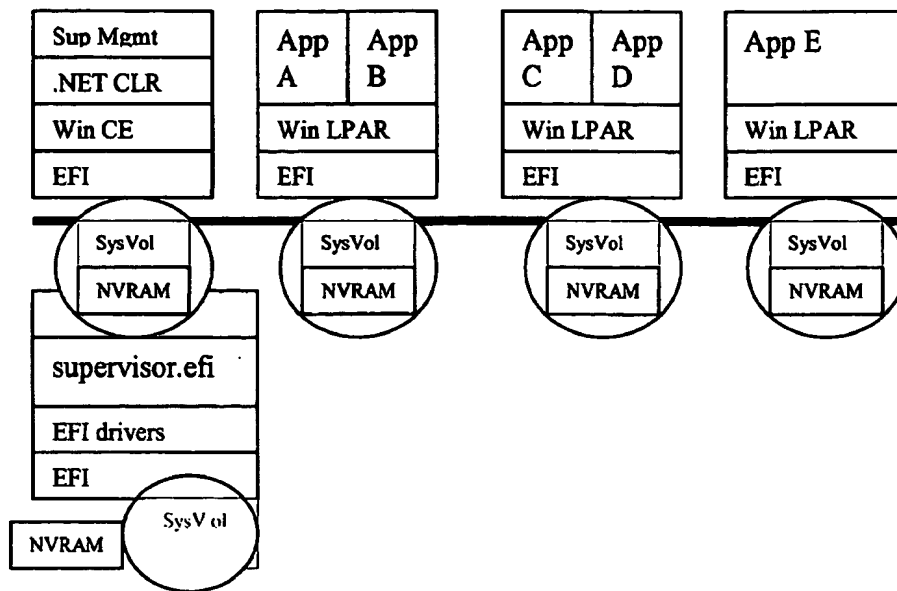 Sup Mgmt
.NET CLR
Win CE
EFI
App A
App B
Win LPAR
EFI
App C
App D
Win LPAR
EFI
App E
Win LPAR
EFI
SysVol
NVRAM
SysVol
NVRAM
SysVol
NVRAM
SysVol
NVRAM
supervisor.efi
EFI drivers
EFI
SysVol
NVRAM